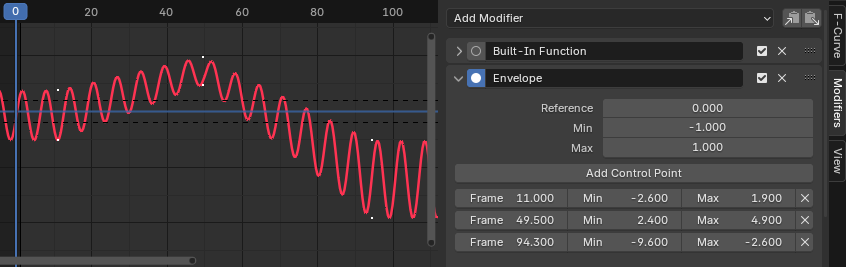 0 20 40 60 80 100
Add Modifier
Built-In Function
Envelope
Reference 0.000
Min -1.000
Max 1.000
Add Control Point
Frame 11.000 Min -2.600 Max 1.900
Frame 49.500 Min 2.400 Max 4.900
Frame 94.300 Min -9.600 Max -2.600
F-Curve
Modifiers
View